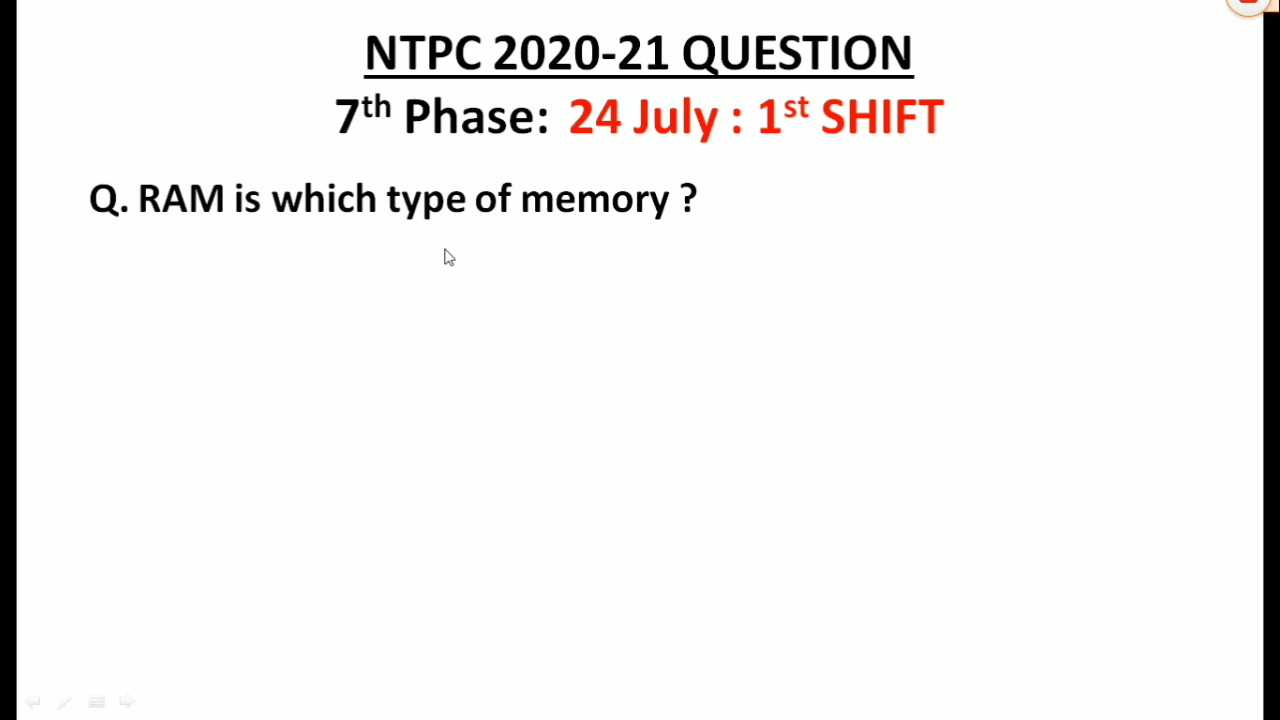 NTPC 2020-21 QUESTION
7th Phase: 24 July : 1st SHIFT
Q. RAM is which type of memory ?